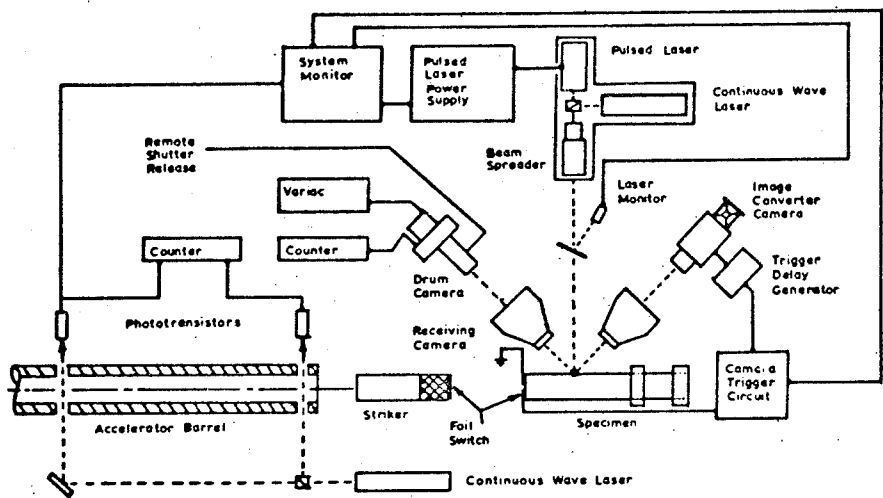 System
Monitor
Pulsed
Laser
Power
Supply
Pulsed Laser
Continuous Wave
Laser
Remote
Shutter
Release
Beam
Spreader
Laser
Monitor
Image
Converter
Camera
Variac
Counter
Counter
Drum
Camera
Trigger
Delay
Generator
Phototransistors
Receiving
Camera
Camera
Trigger
Circuit
Striker
Accelerator Barrel
Foil
Switch
Specimen
Continuous Wave Laser